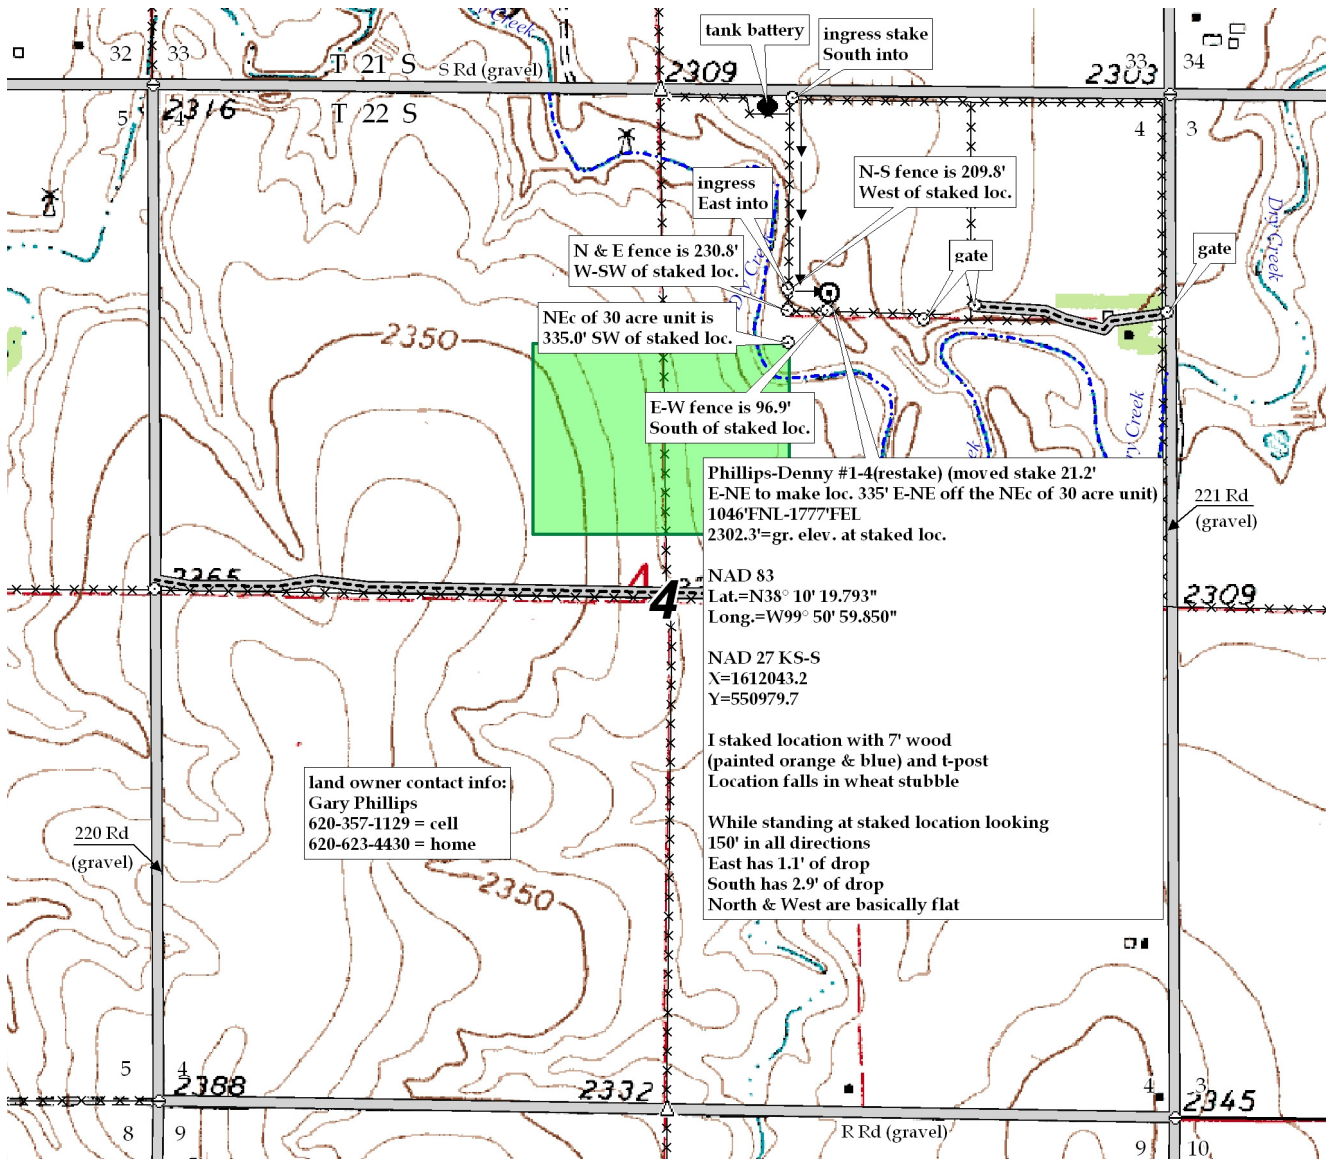 tank battery
ingress stake
South into
Creek
32
33
T 21 S
S Rd (gravel)
2309
2303
33
34
5
4
2316
T 22 S
4
3
ingress
East into
N-S fence is 209.8'
West of staked loc.
Dry Creek
N & E fence is 230.8'
W-SW of staked loc.
gate
gate
NEc of 30 acre unit is
335.0' SW of staked loc.
2350
E-W fence is 96.9'
South of staked loc.
Creek
Phillips-Denny #1-4(restake) (moved stake 21.2'
E-NE to make loc. 335' E-NE off the NEc of 30 acre unit)
1046'FNL-1777'FEL
2302.3'=gr. elev. at staked loc.
NAD 83
Lat.=N38° 10' 19.793"
Long.=W99° 50' 59.850"
NAD 27 KS-S
X=1612043.2
Y=550979.7
I staked location with 7' wood
(painted orange & blue) and t-post
Location falls in wheat stubble
While standing at staked location looking
150' in all directions
East has 1.1' of drop
South has 2.9' of drop
North & West are basically flat
221 Rd
(gravel)
2365
4
2309
land owner contact info:
Gary Phillips
620-357-1129 = cell
620-623-4430 = home
220 Rd
(gravel)
2350
5
4
2388
2332
4
3
2345
8
9
R Rd (gravel)
9
10